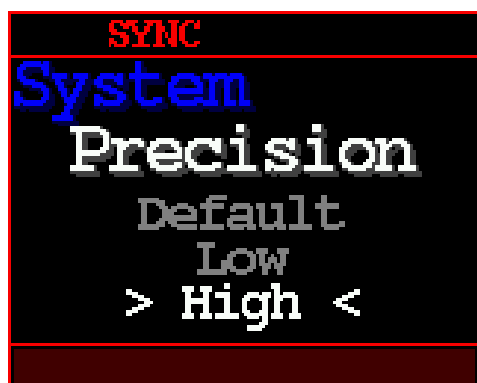 SYNC
System
Precision
Default
Low
> High <